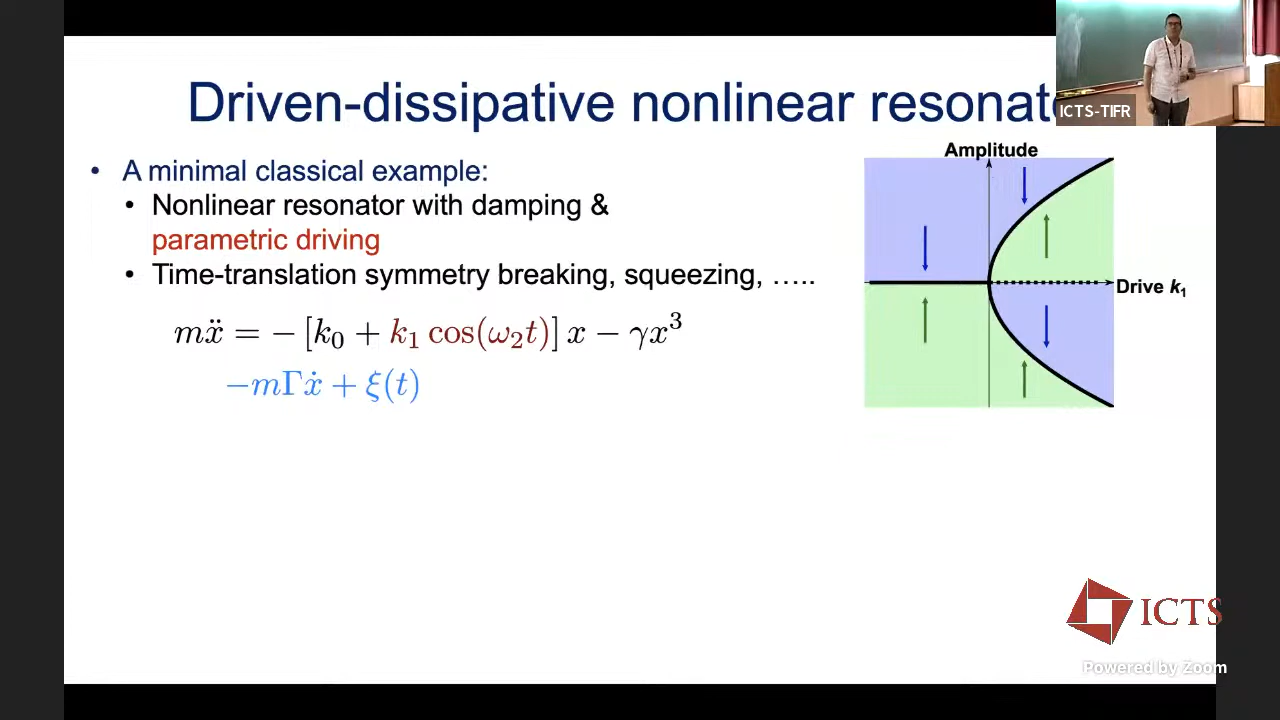 Driven-dissipative nonlinear resonat
ICTS-TIFR
• A minimal classical example:
• Nonlinear resonator with damping &
parametric driving
• Time-translation symmetry breaking, squeezing, …..
mẍ = − [k₀ + k₁ cos(ω₂t)] x − γx³
−mΓẋ + ξ(t)
Amplitude
Drive k₁
ICTS
Powered by Zoom